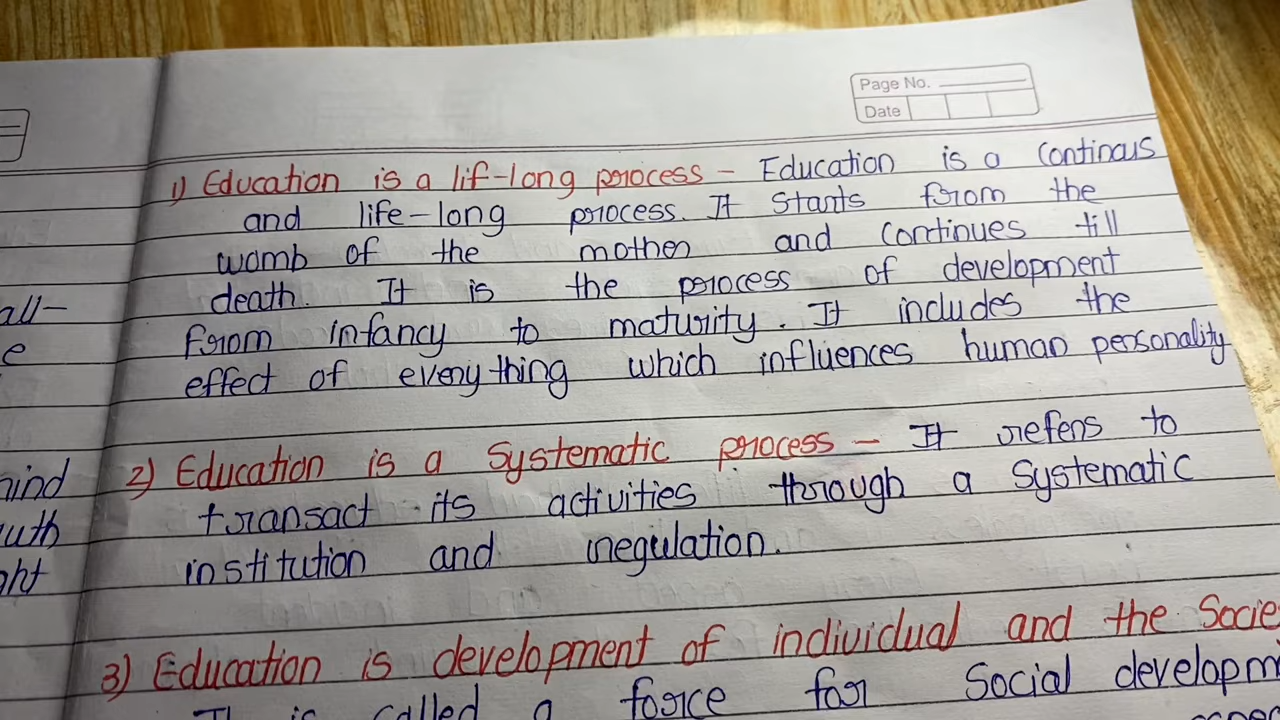 Page No.
Date
1) Education is a lif-long process - Education is a continous
and life-long process. It starts from the
womb of the mother and continues till
death. It is the process of development
from infancy to maturity. It includes the
effect of everything which influences human personality
all-
e
2) Education is a Systematic process - It refers to
transact its activities through a systematic
institution and regulation.
3) Education is development of individual and the Socie
It is called a force for Social developm